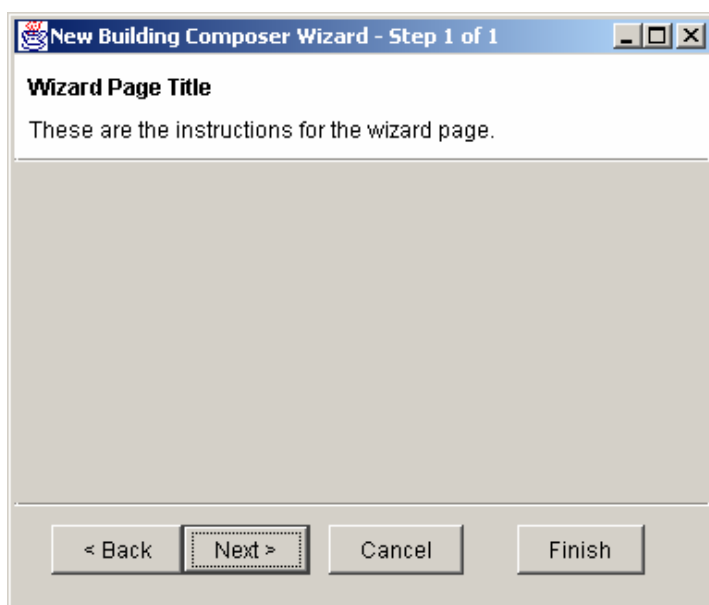 New Building Composer Wizard - Step 1 of 1
Wizard Page Title
These are the instructions for the wizard page.
< Back Next > Cancel Finish